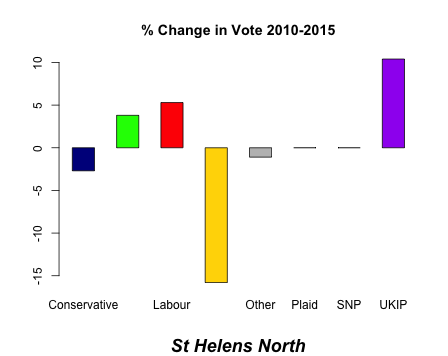 % Change in Vote 2010-2015
10
5
0
-5
-10
-15
Conservative Labour Other Plaid SNP UKIP
St Helens North